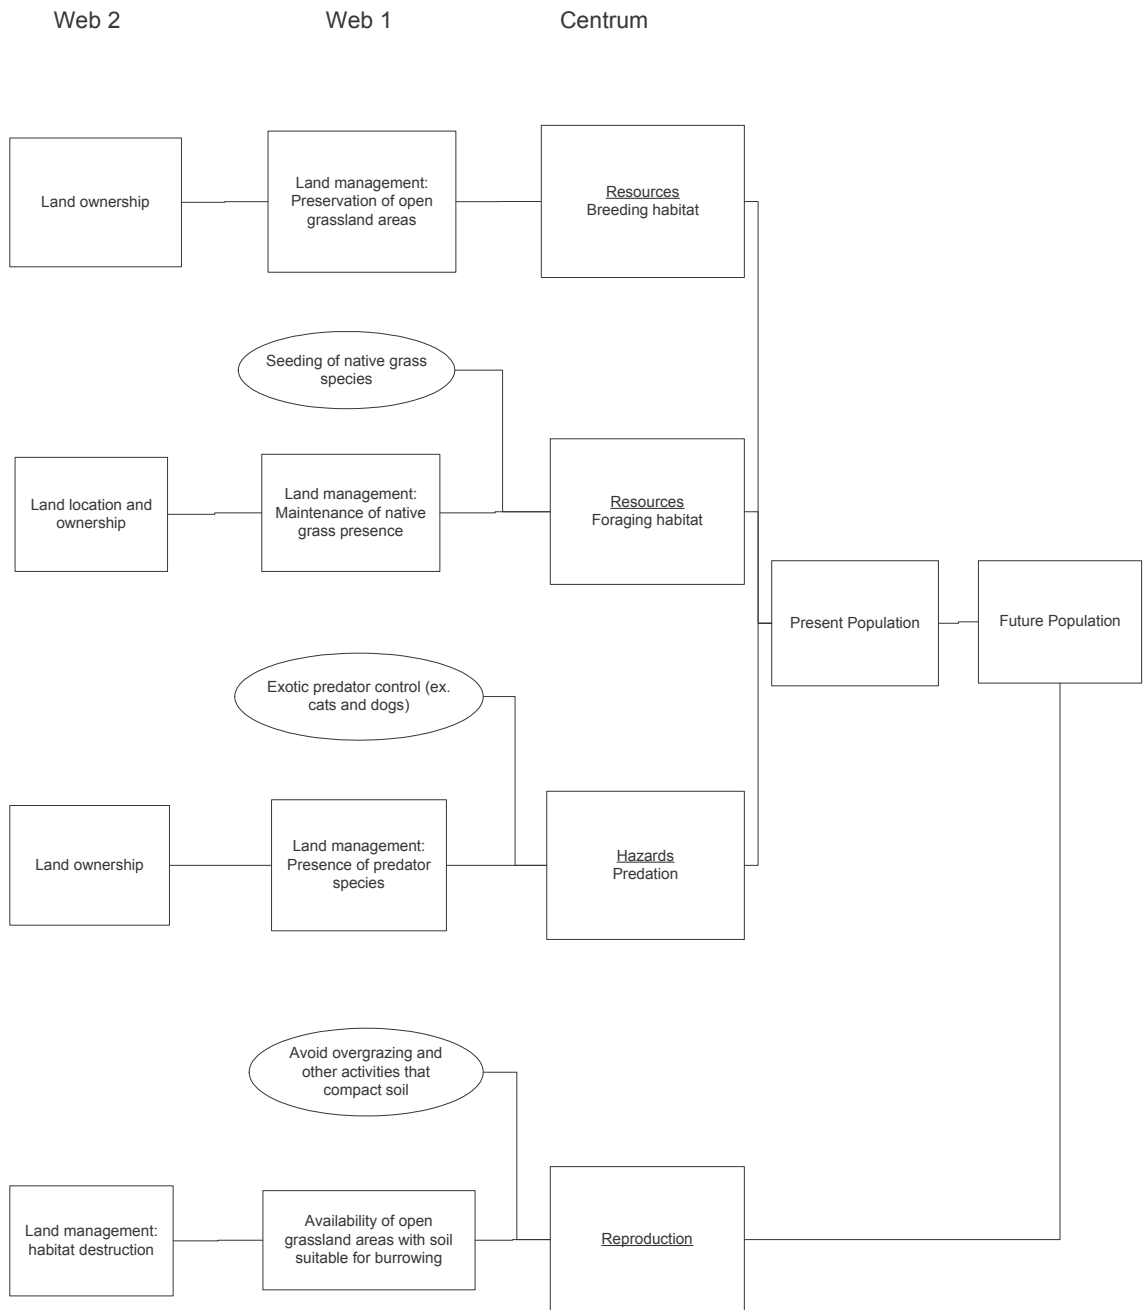 Web 2
Web 1
Centrum
Land ownership
Land management:
Preservation of open
grassland areas
Resources
Breeding habitat
Seeding of native grass
species
Land location and
ownership
Land management:
Maintenance of native
grass presence
Resources
Foraging habitat
Present Population
Future Population
Exotic predator control (ex.
cats and dogs)
Land ownership
Land management:
Presence of predator
species
Hazards
Predation
Avoid overgrazing and
other activities that
compact soil
Land management:
habitat destruction
Availability of open
grassland areas with soil
suitable for burrowing
Reproduction